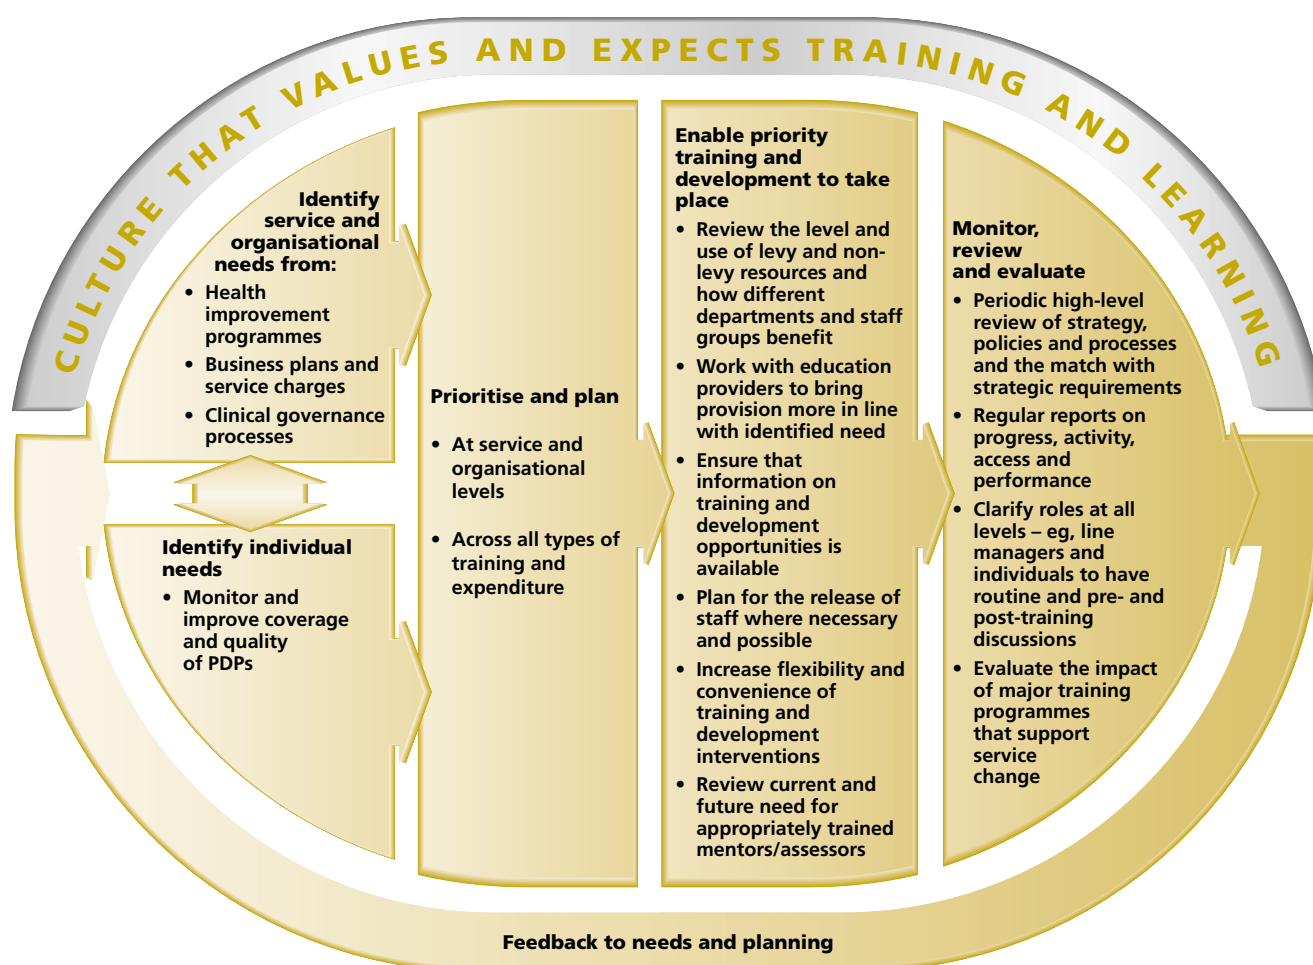 CULTURE THAT VALUES AND EXPECTS TRAINING AND LEARNING
Identify
service and
organisational
needs from:
• Health
improvement
programmes
• Business plans and
service charges
• Clinical governance
processes
Identify individual
needs
• Monitor and
improve coverage
and quality
of PDPs
Prioritise and plan
• At service and
organisational
levels
• Across all types of
training and
expenditure
Enable priority
training and
development to take
place
• Review the level and
use of levy and non-
levy resources and
how different
departments and staff
groups benefit
• Work with education
providers to bring
provision more in line
with identified need
• Ensure that
information on
training and
development
opportunities is
available
• Plan for the release of
staff where necessary
and possible
• Increase flexibility and
convenience of
training and
development
interventions
• Review current and
future need for
appropriately trained
mentors/assessors
Monitor,
review
and evaluate
• Periodic high-level
review of strategy,
policies and processes
and the match with
strategic requirements
• Regular reports on
progress, activity,
access and
performance
• Clarify roles at all
levels – eg, line
managers and
individuals to have
routine and pre- and
post-training
discussions
• Evaluate the impact
of major training
programmes
that support
service
change
Feedback to needs and planning